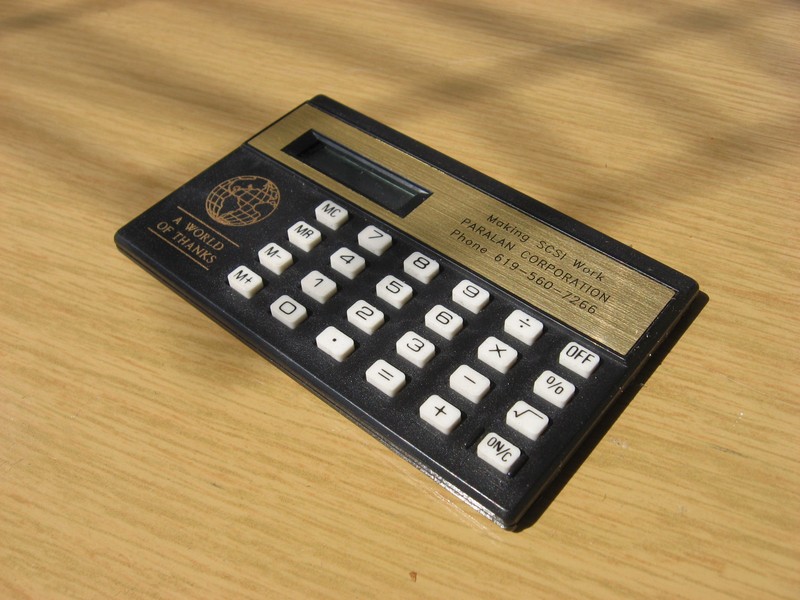 Making SCSI Work
PARALAN CORPORATION
Phone 619-560-7266
A WORLD
OF THANKS
MC 7 8 9 ÷ OFF
MR 4 5 6 × %
M- 1 2 3 - √
M+ 0 . = + ON/C